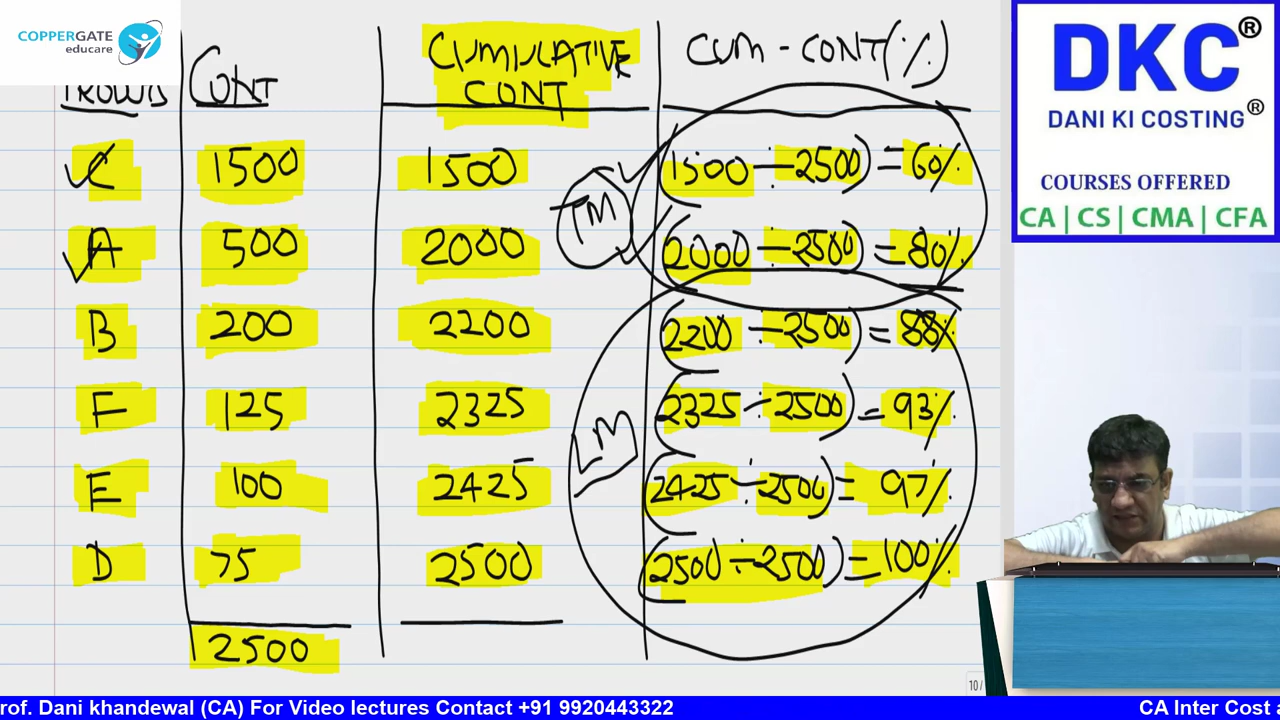 COPPERGATE
educare
CONT
CUMULATIVE
CONT
CUM - CONT (%)
C 1500 1500 (1500 ÷ 2500) = 60%
TM
A 500 2000 (2000 ÷ 2500) = 80%
B 200 2200 (2200 ÷ 2500) = 88%
F 125 2325 (2325 ÷ 2500) = 93%
LM
E 100 2425 (2425 ÷ 2500) = 97%
D 75 2500 (2500 ÷ 2500) = 100%
2500
10/
DKC®
DANI KI COSTING®
COURSES OFFERED
CA | CS | CMA | CFA
rof. Dani khandewal (CA) For Video lectures Contact +91 9920443322
CA Inter Cost a